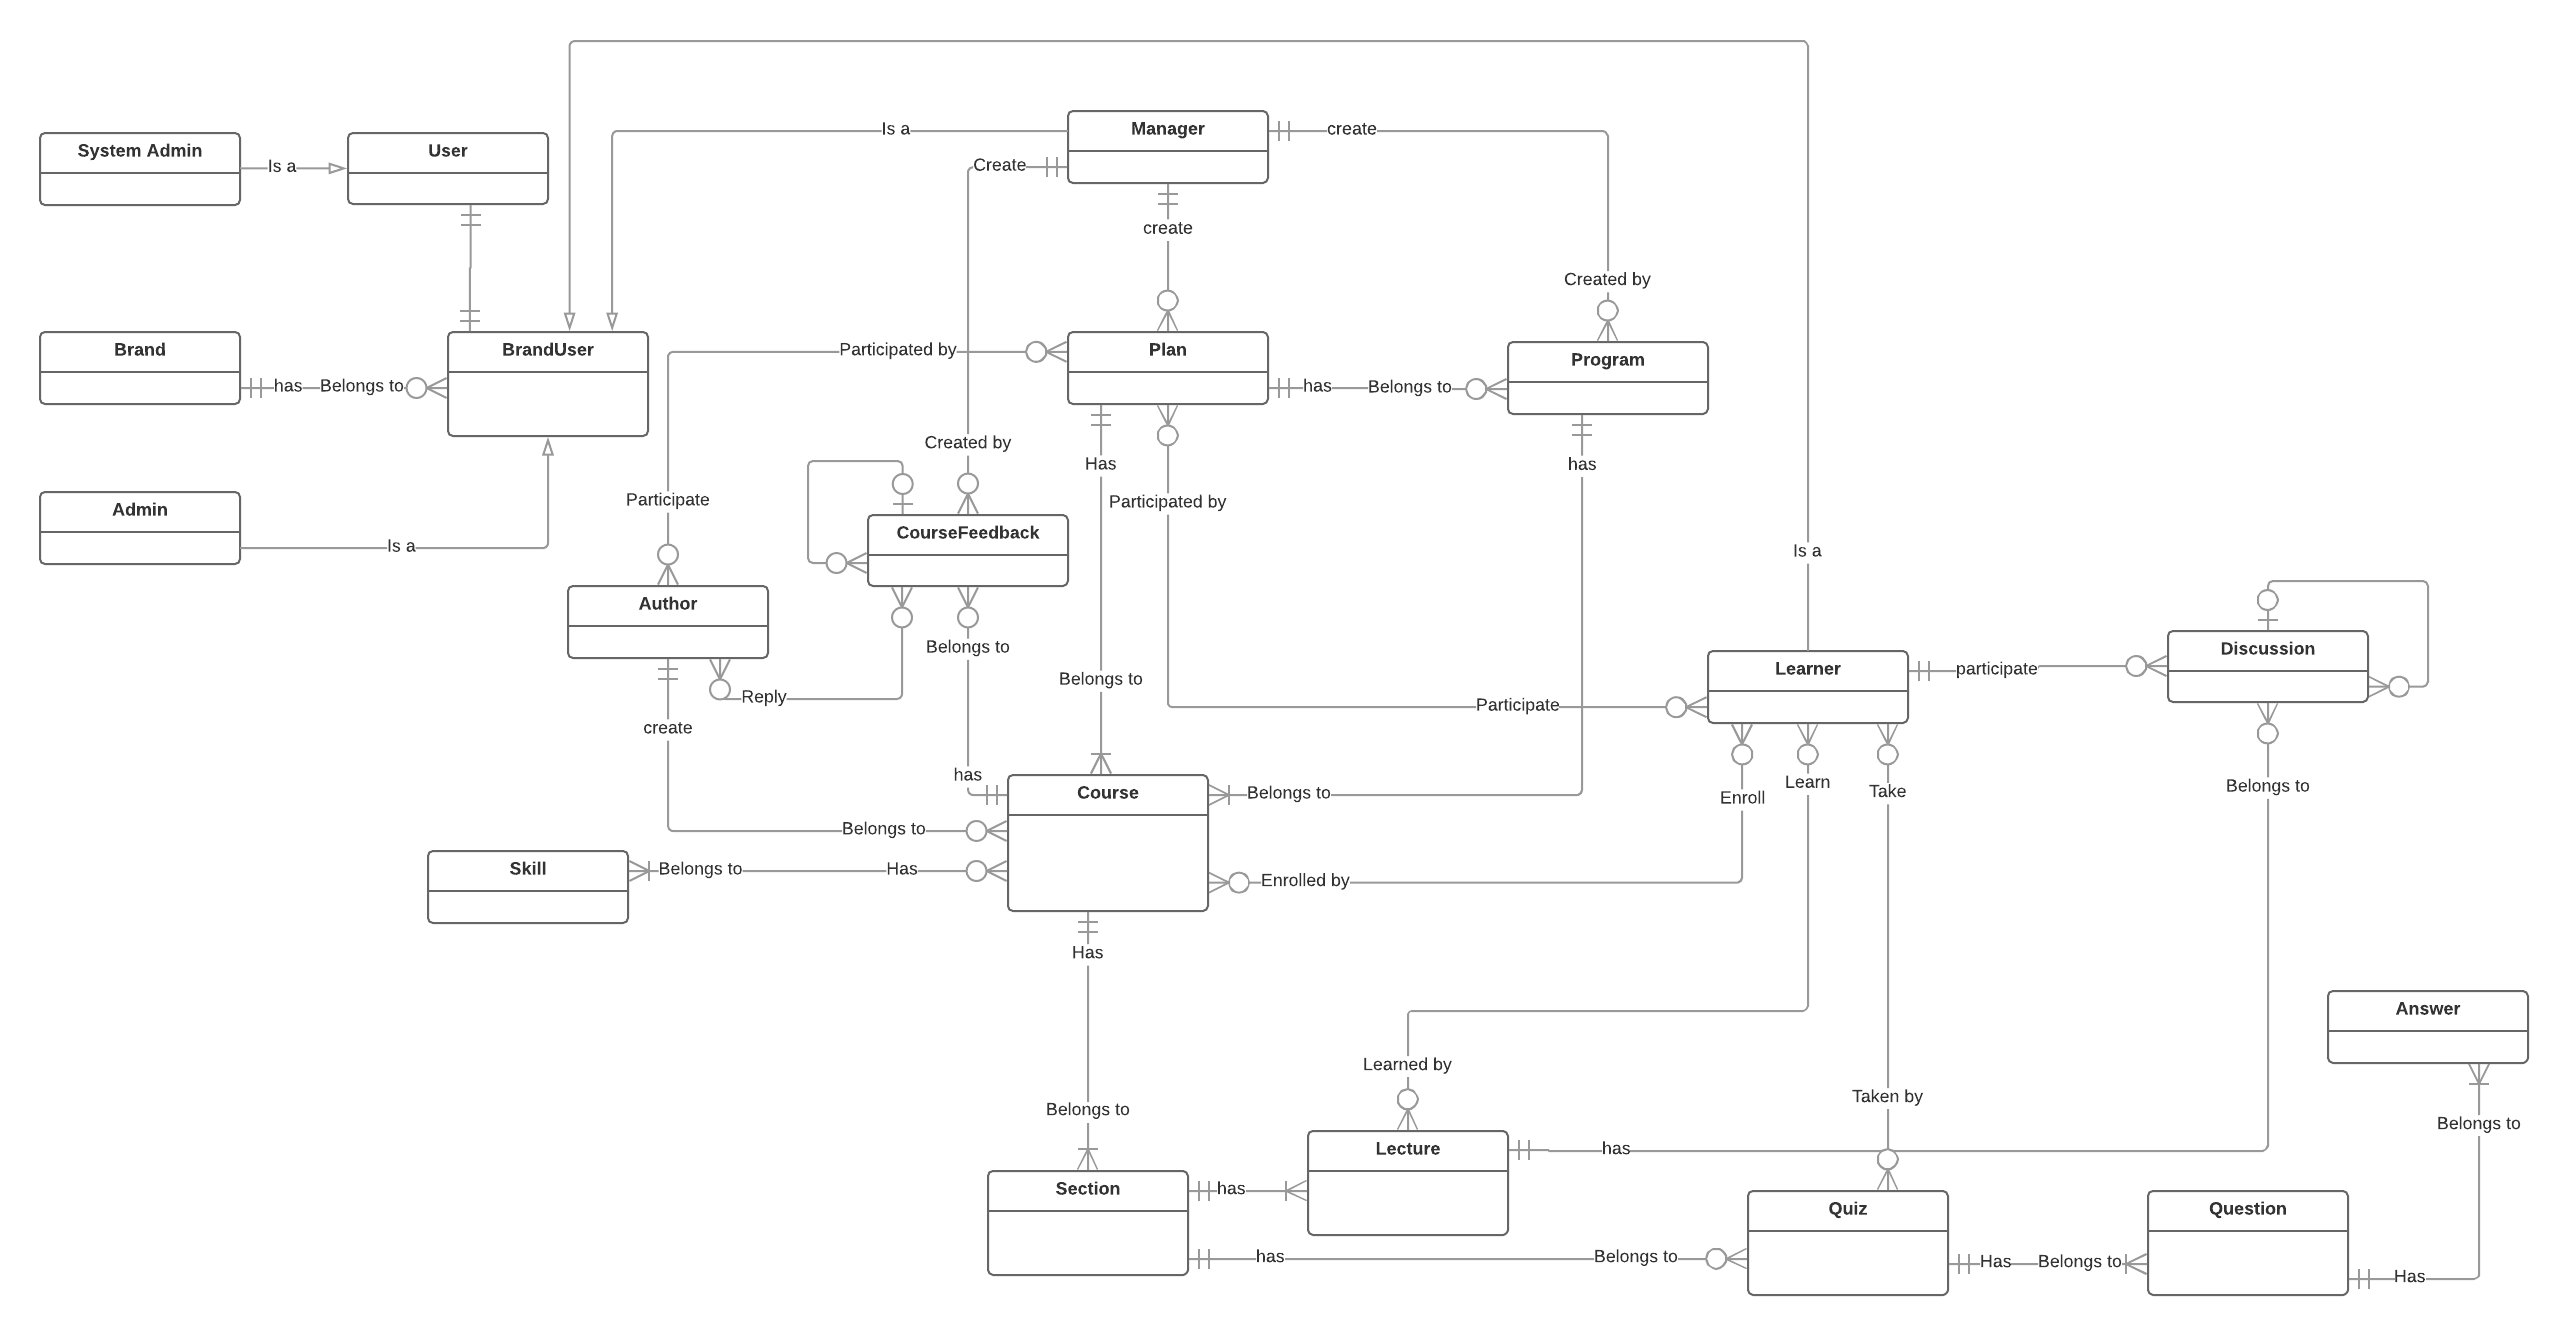 Manager
create
Is a
System Admin
User
Is a
Create
create
Created by
Brand
BrandUser
Participated by
Plan
Program
has
Belongs to
has
Belongs to
Created by
Has
has
Participate
Participated by
Admin
CourseFeedback
Is a
Is a
Author
Belongs to
Discussion
Learner
participate
Belongs to
Reply
Participate
create
has
Learn
Belongs to
Course
Belongs to
Enroll
Take
Belongs to
Skill
Belongs to
Has
Enrolled by
Has
Answer
Learned by
Taken by
Belongs to
Belongs to
Lecture
has
Section
has
Quiz
Question
has
Belongs to
Has
Belongs to
Has